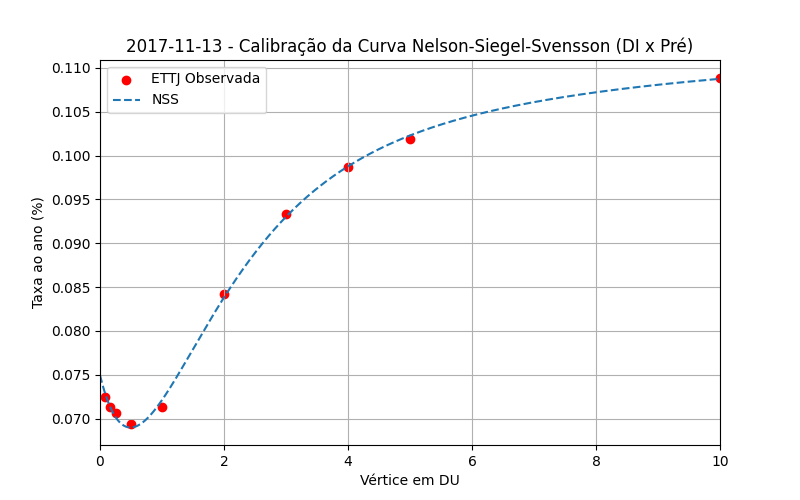 2017-11-13 - Calibração da Curva Nelson-Siegel-Svensson (DI x Pré)
ETTJ Observada
NSS
Taxa ao ano (%)
0.110
0.105
0.100
0.095
0.090
0.085
0.080
0.075
0.070
0 2 4 6 8 10
Vértice em DU